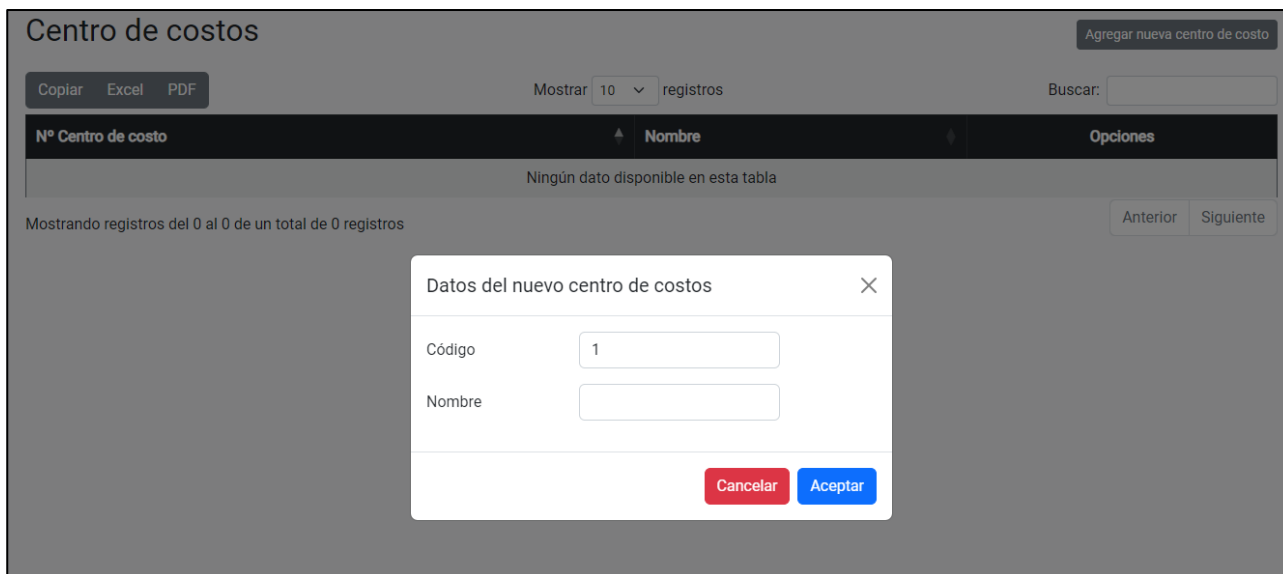 Centro de costos
Agregar nueva centro de costo
Copiar Excel PDF
Mostrar 10 registros
Buscar:
Nº Centro de costo Nombre Opciones
Ningún dato disponible en esta tabla
Mostrando registros del 0 al 0 de un total de 0 registros
Anterior Siguiente
Datos del nuevo centro de costos
Código 1
Nombre
Cancelar Aceptar